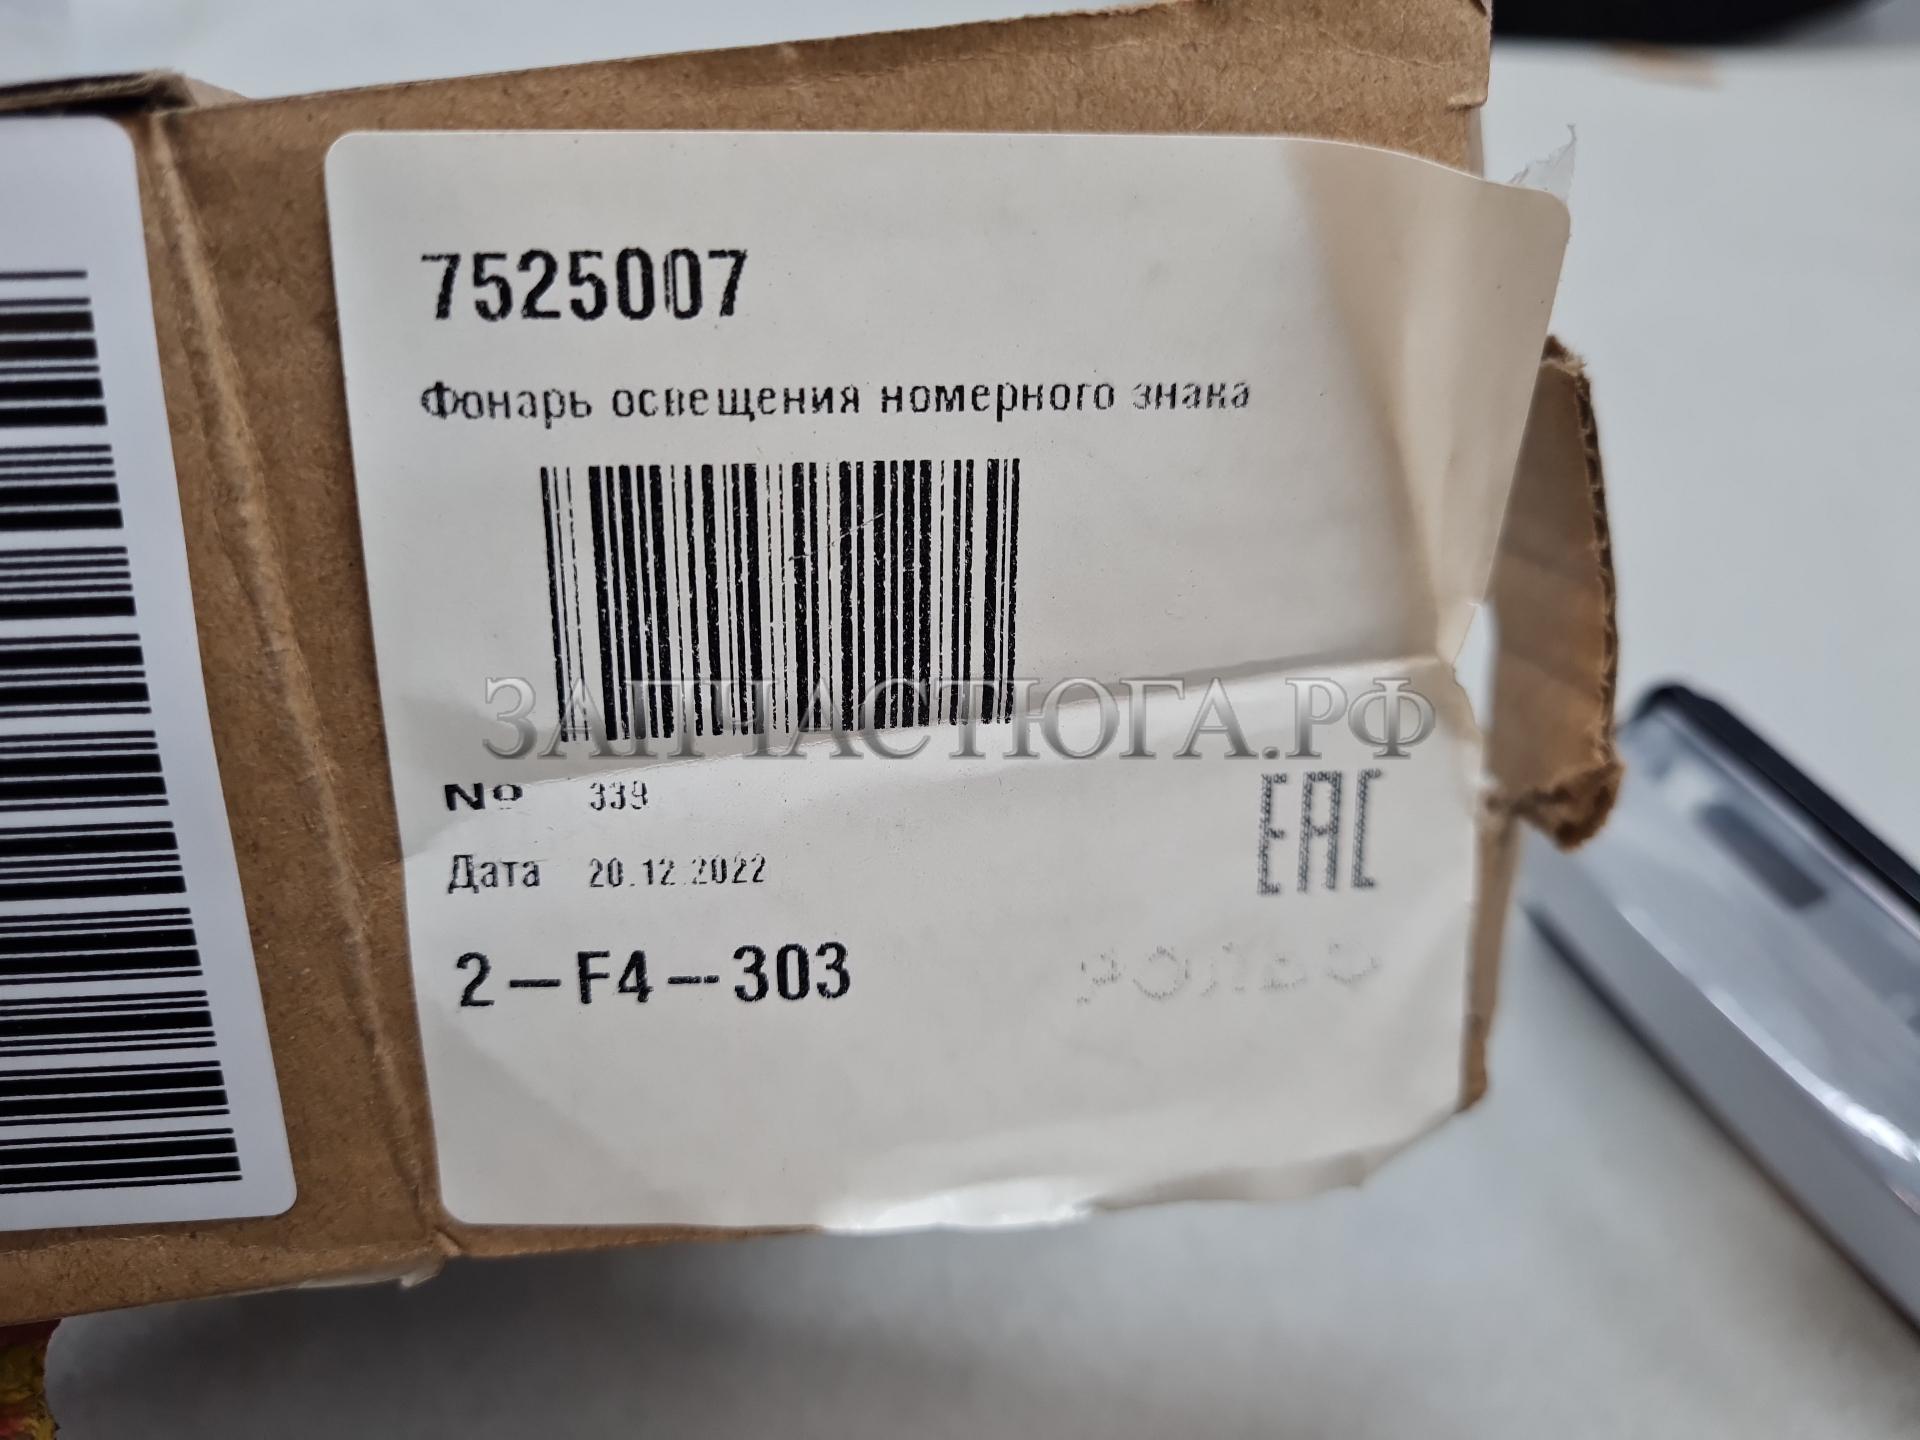 7525007
Фонарь освещения номерного знака
ЗАПЧАСТЮГА.РФ
№ 339
Дата 20.12.2022
EAC
2-F4-303